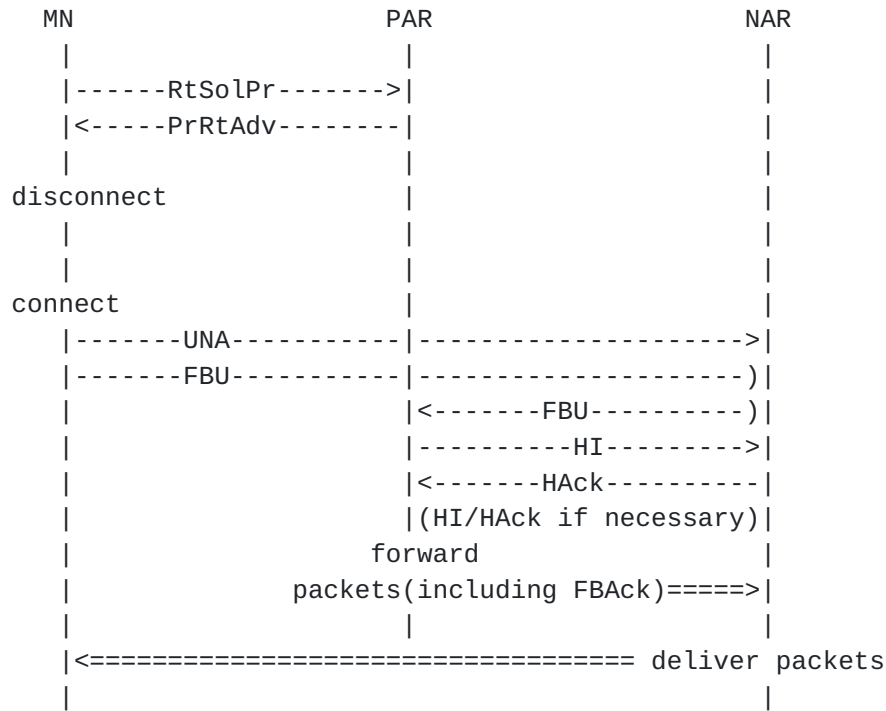 MN PAR NAR
| | |
|------RtSolPr------->| |
|<-----PrRtAdv--------| |
| | |
disconnect | |
| | |
| | |
connect | |
|-------UNA-----------|--------------------->|
|-------FBU-----------|---------------------)|
| |<-------FBU----------)|
| |----------HI--------->|
| |<-------HAck----------|
| |(HI/HAck if necessary)|
| forward |
| packets(including FBAck)=====>|
| | |
|<=================================== deliver packets
| |